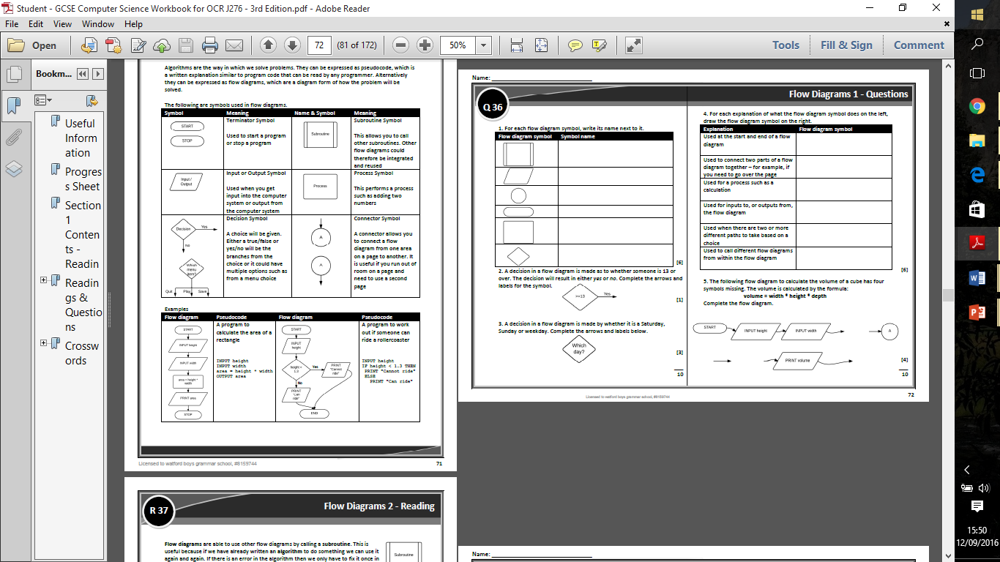 Student - GCSE Computer Science Workbook for OCR J276 - 3rd Edition.pdf - Adobe Reader
File Edit View Window Help
Open
72 (81 of 172)
50%
Tools Fill & Sign Comment
Bookm...
Useful
Inform
ation
Progres
s Sheet
Section
1
Conten
ts -
Readin
Readin
gs &
Questio
ns
Crossw
ords
Algorithms are the way in which we solve problems. They can be expressed as pseudocode, which is
a written explanation similar to program code that can be read by any programmer. Alternatively
they can be expressed as flow diagrams, which are a diagram form of how the problem will be
solved.
The following are symbols used in flow diagrams.
Symbol Meaning Name & Symbol Meaning
START
STOP
Terminator Symbol
Used to start a program
or stop a program
Subroutine
Subroutine Symbol
This allows you to call
other subroutines. Other
flow diagrams could
therefore be integrated
and reused
Input /
Output
Input or Output Symbol
Used when you get
input into the computer
system or output from
the computer system
Process
Process Symbol
This performs a process
such as adding two
numbers
Decision
Yes
No
Which
menu
item?
Quit Play Save
Decision Symbol
A choice will be given.
Either a true/false or
yes/no will be the
branches from the
choice or it could have
multiple options such as
from a menu choice
A
A
Connector Symbol
A connector allows you
to connect a flow
diagram from one area
on a page to another. It
is useful if you run out of
room on a page and
need to use a second
page
Examples
Flow diagram Pseudocode Flow diagram Pseudocode
START
INPUT height
INPUT width
area = height *
width
PRINT area
STOP
A program to
calculate the area of a
rectangle
INPUT height
INPUT width
area = height * width
OUTPUT area
START
INPUT
height
height <
1.3
Yes
PRINT
"Cannot
ride"
No
PRINT
"Can
ride"
END
A program to work
out if someone can
ride a rollercoaster
INPUT height
IF height < 1.3 THEN
PRINT "Cannot ride"
ELSE
PRINT "Can ride"
Licensed to watford boys grammar school, #8159744
71
R 37
Flow Diagrams 2 - Reading
Flow diagrams are able to use other flow diagrams by calling a subroutine. This is
useful because if we have already written an algorithm to do something we can use it
again and again. If there is an error in the algorithm then we only have to fix it once in
Subroutine
Name:
Q 36
Flow Diagrams 1 - Questions
1. For each flow diagram symbol, write its name next to it.
Flow diagram symbol Symbol name
[6]
2. A decision in a flow diagram is made as to whether someone is 13 or
over. The decision will result in either yes or no. Complete the arrows and
labels for the symbol.
>=13
Yes
[1]
3. A decision in a flow diagram is made by whether it is a Saturday,
Sunday or weekday. Complete the arrows and labels below.
Which
day?
[3]
10
4. For each explanation of what the flow diagram symbol does on the left,
draw the flow diagram symbol on the right.
Explanation Flow diagram symbol
Used at the start and end of a flow
diagram
Used to connect two parts of a flow
diagram together – for example, if
you need to go over the page
Used for a process such as a
calculation
Used for inputs to, or outputs from,
the flow diagram
Used when there are two or more
different paths to take based on a
choice
Used to call different flow diagrams
from within the flow diagram
[6]
5. The following flow diagram to calculate the volume of a cube has four
symbols missing. The volume is calculated by the formula:
volume = width * height * depth
Complete the flow diagram.
START
INPUT height
INPUT width
A
PRINT volume
[4]
10
Licensed to watford boys grammar school, #8159744
72
Name:
15:50
12/09/2016